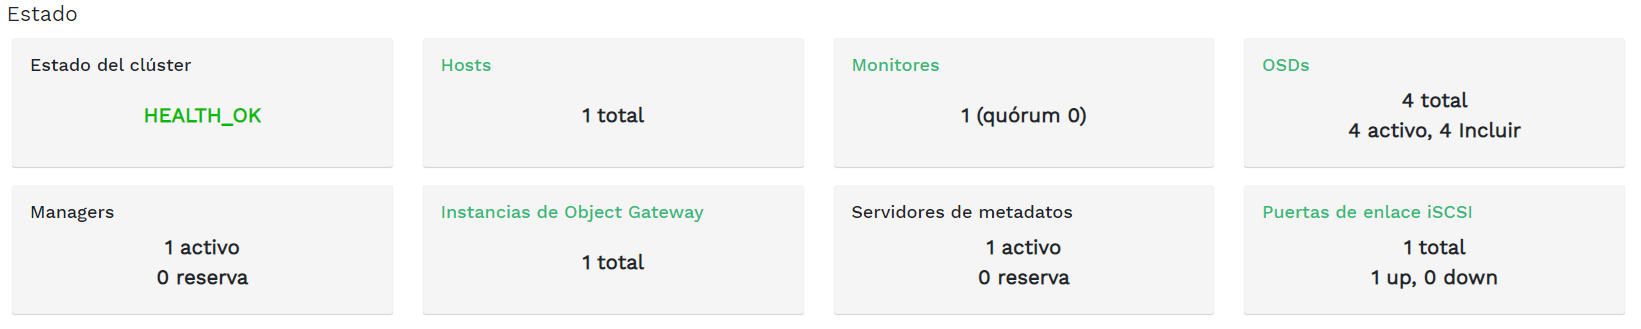 Estado
Estado del clúster
HEALTH_OK
Hosts
1 total
Monitores
1 (quórum 0)
OSDs
4 total
4 activo, 4 Incluir
Managers
1 activo
0 reserva
Instancias de Object Gateway
1 total
Servidores de metadatos
1 activo
0 reserva
Puertas de enlace iSCSI
1 total
1 up, 0 down